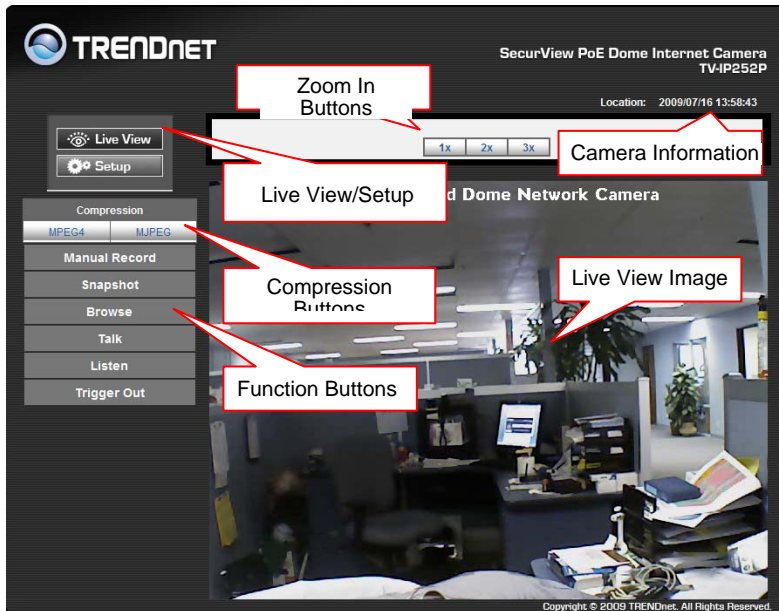 TRENDNET
SecurView PoE Dome Internet Camera
TV-IP252P
Location: 2009/07/16 13:58:43
Zoom In
Buttons
Live View
Setup
1x 2x 3x
Camera Information
Live View/Setup
d Dome Network Camera
Compression
MPEG4 MJPEG
Manual Record
Snapshot
Browse
Talk
Listen
Trigger Out
Compression
Buttons
Live View Image
Function Buttons
Copyright © 2009 TRENDnet. All Rights Reserved.